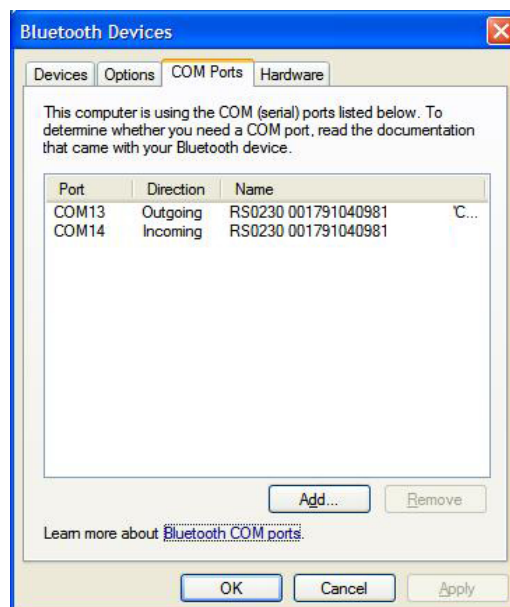 Bluetooth Devices
Devices Options COM Ports Hardware
This computer is using the COM (serial) ports listed below. To
determine whether you need a COM port, read the documentation
that came with your Bluetooth device.
Port Direction Name
COM13 Outgoing RS0230 001791040981 'C...
COM14 Incoming RS0230 001791040981
Add... Remove
Learn more about Bluetooth COM ports.
OK Cancel Apply